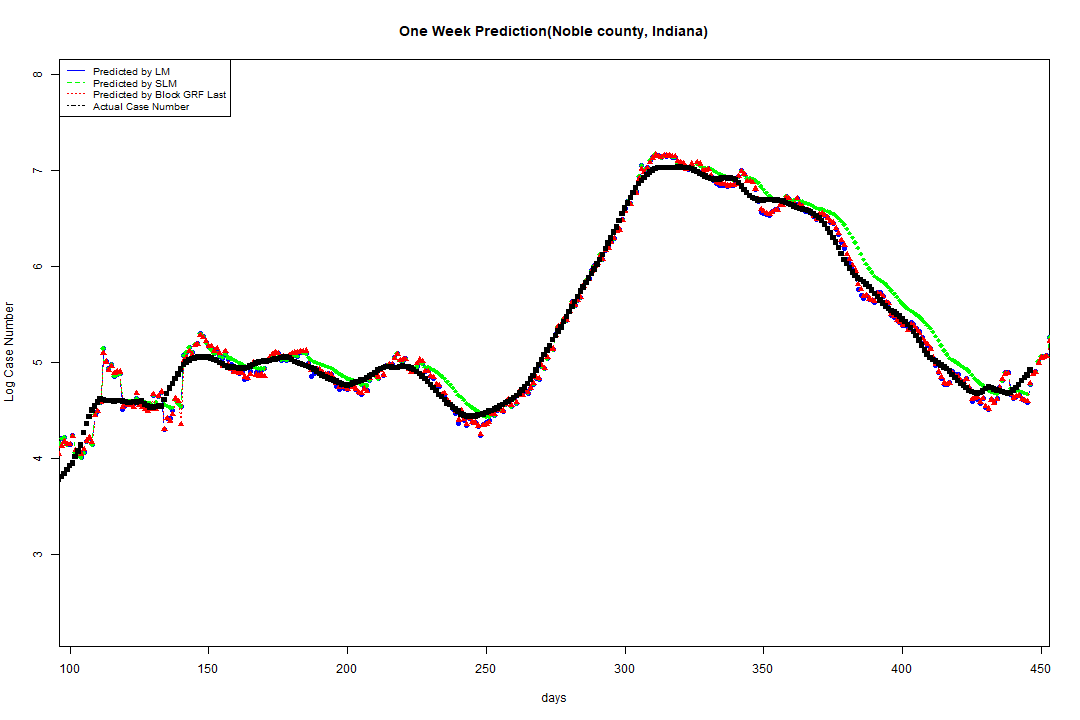 One Week Prediction(Noble county, Indiana)
Predicted by LM
Predicted by SLM
Predicted by Block GRF Last
Actual Case Number
Log Case Number
8
7
6
5
4
3
100 150 200 250 300 350 400 450
days